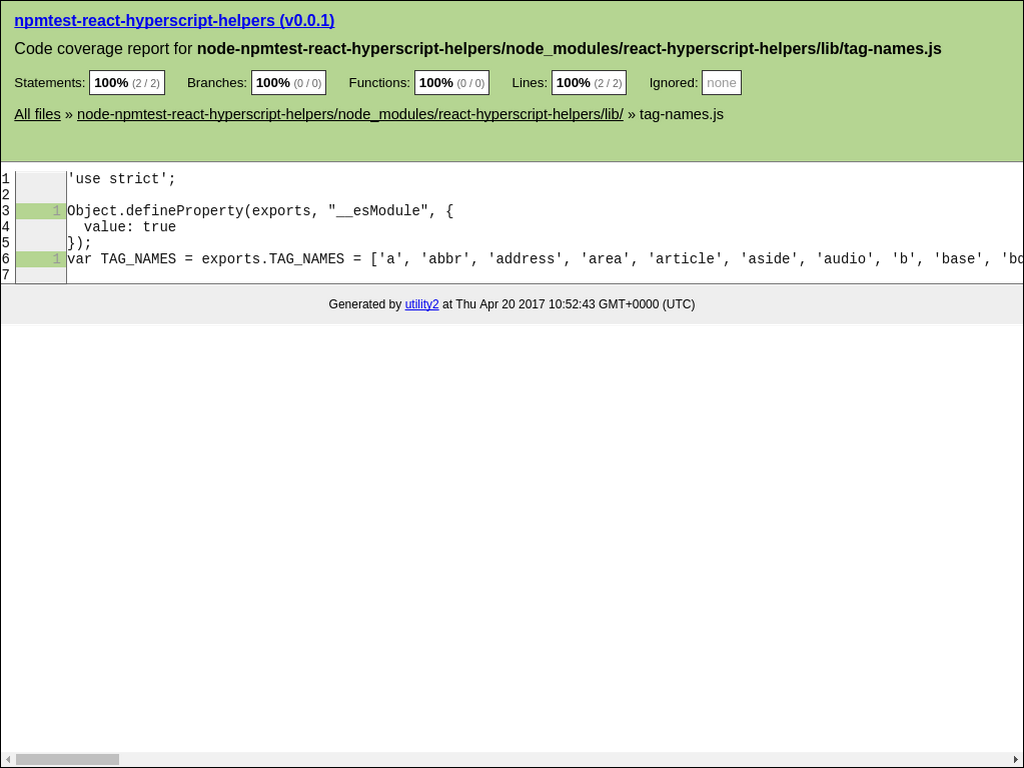 npmtest-react-hyperscript-helpers (v0.0.1)
Code coverage report for node-npmtest-react-hyperscript-helpers/node_modules/react-hyperscript-helpers/lib/tag-names.js
Statements: 100% (2 / 2) Branches: 100% (0 / 0) Functions: 100% (0 / 0) Lines: 100% (2 / 2) Ignored: none
All files » node-npmtest-react-hyperscript-helpers/node_modules/react-hyperscript-helpers/lib/ » tag-names.js
1 'use strict';
2
3 1 Object.defineProperty(exports, "__esModule", {
4 value: true
5 });
6 1 var TAG_NAMES = exports.TAG_NAMES = ['a', 'abbr', 'address', 'area', 'article', 'aside', 'audio', 'b', 'base',
7
Generated by utility2 at Thu Apr 20 2017 10:52:43 GMT+0000 (UTC)